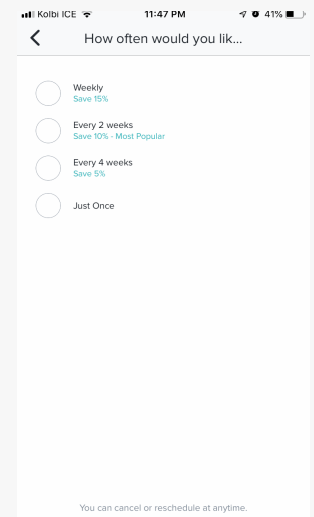 Kolbi ICE 11:47 PM 41%
How often would you lik...
Weekly
Save 15%
Every 2 weeks
Save 10% - Most Popular
Every 4 weeks
Save 5%
Just Once
You can cancel or reschedule at anytime.